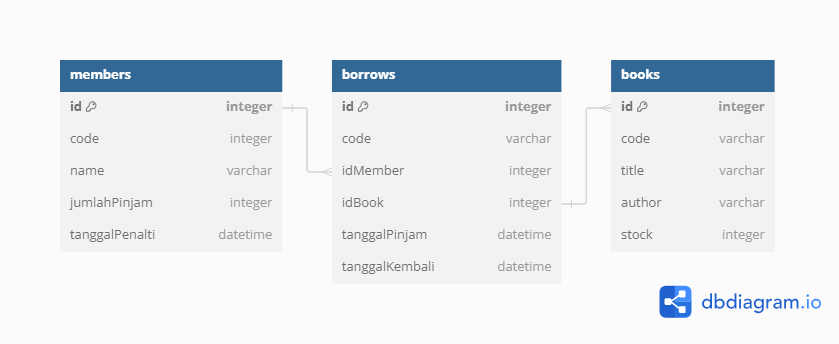 members
id integer
code integer
name varchar
jumlahPinjam integer
tanggalPenalti datetime
borrows
id integer
code varchar
idMember integer
idBook integer
tanggalPinjam datetime
tanggalKembali datetime
books
id integer
code varchar
title varchar
author varchar
stock integer
dbdiagram.io